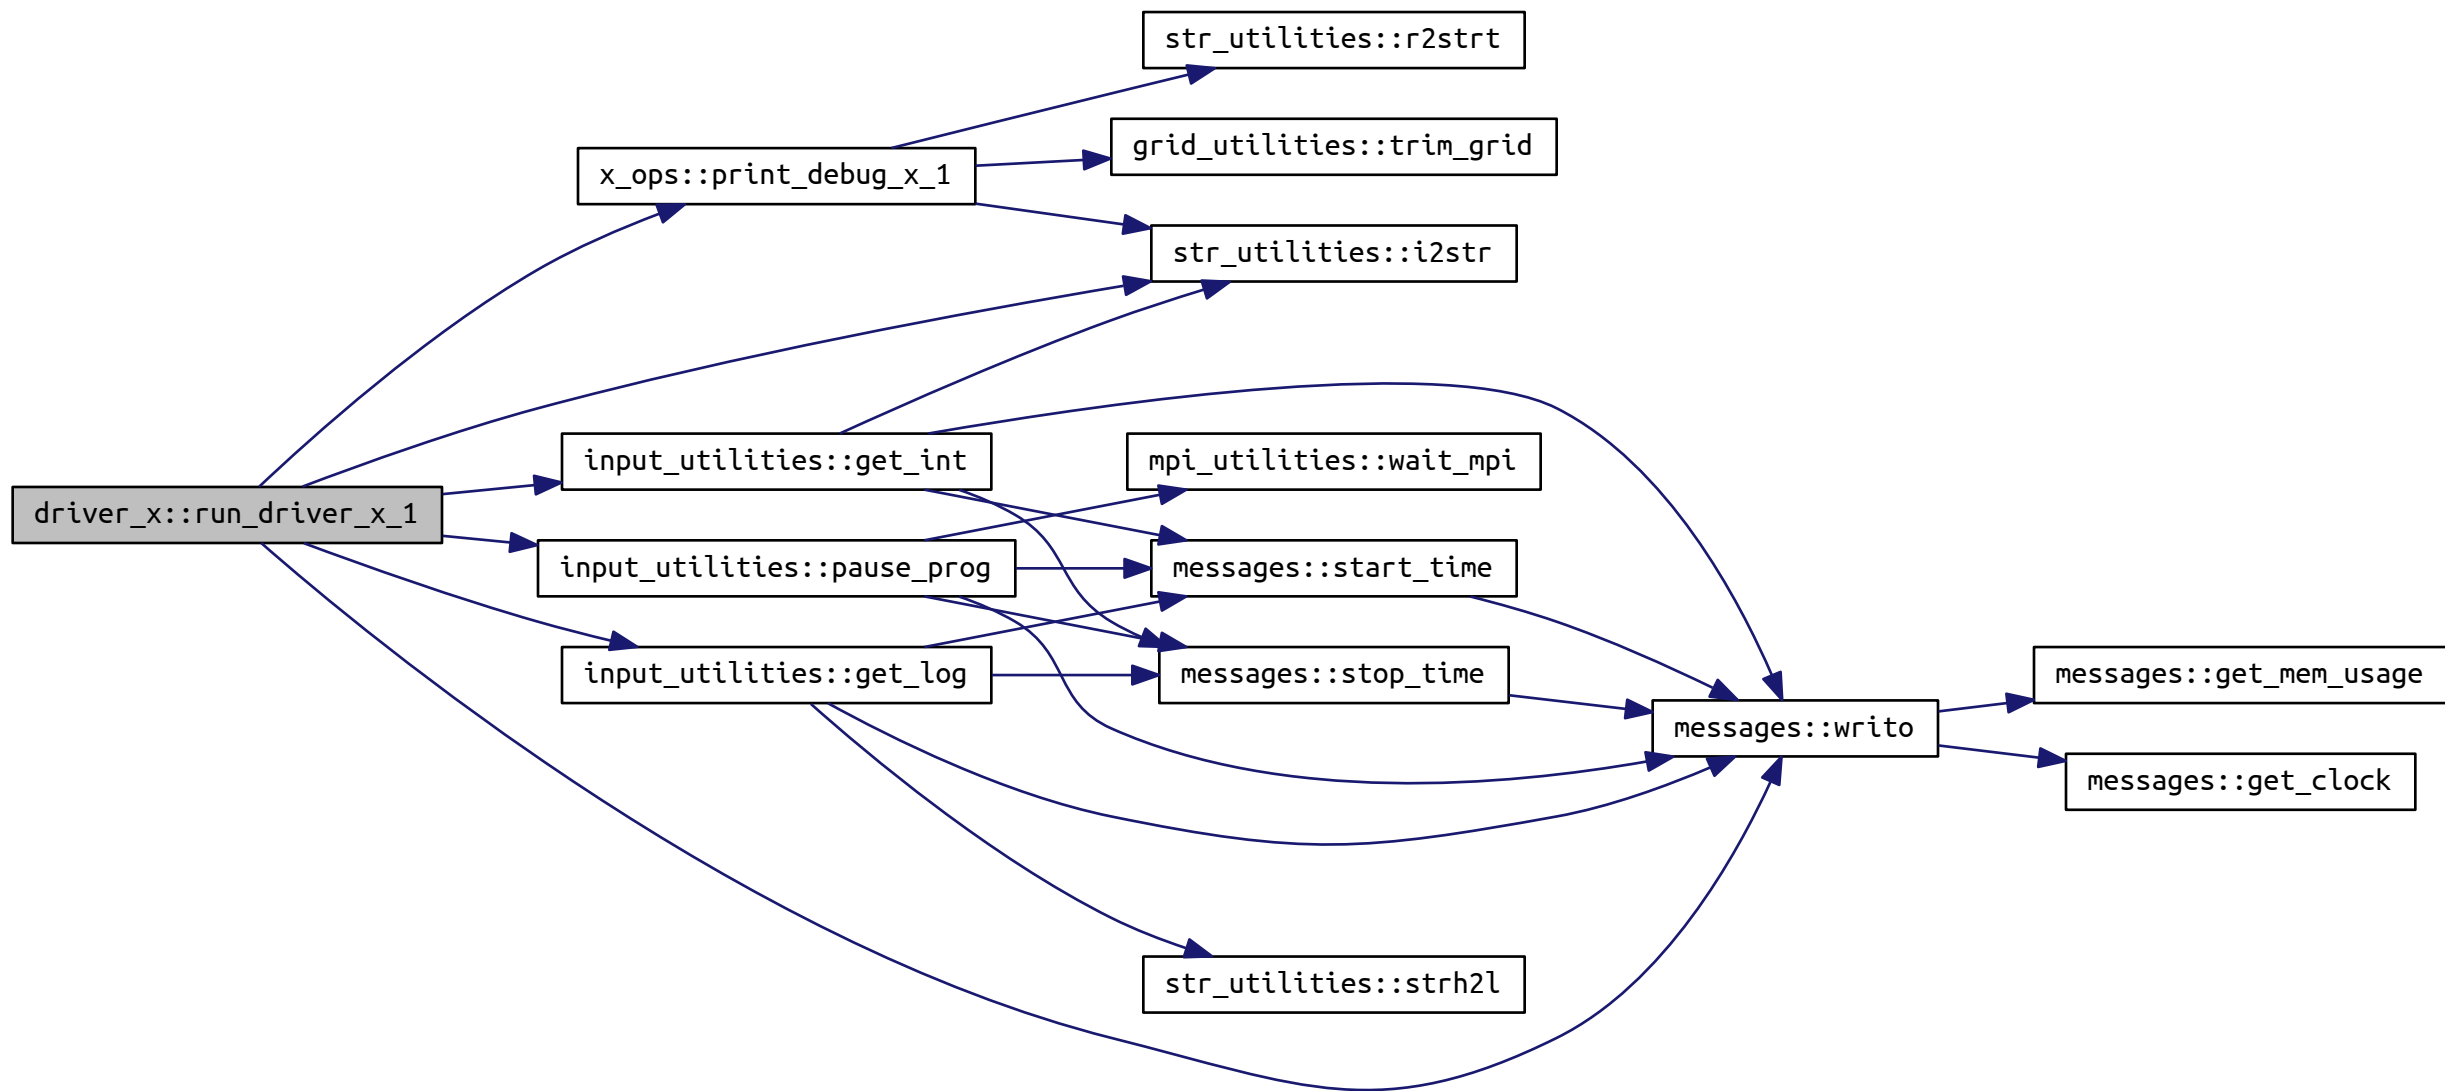 str_utilities::r2strt
grid_utilities::trim_grid
x_ops::print_debug_x_1
str_utilities::i2str
input_utilities::get_int
mpi_utilities::wait_mpi
driver_x::run_driver_x_1
input_utilities::pause_prog
messages::start_time
input_utilities::get_log
messages::stop_time
messages::get_mem_usage
messages::writo
messages::get_clock
str_utilities::strh2l